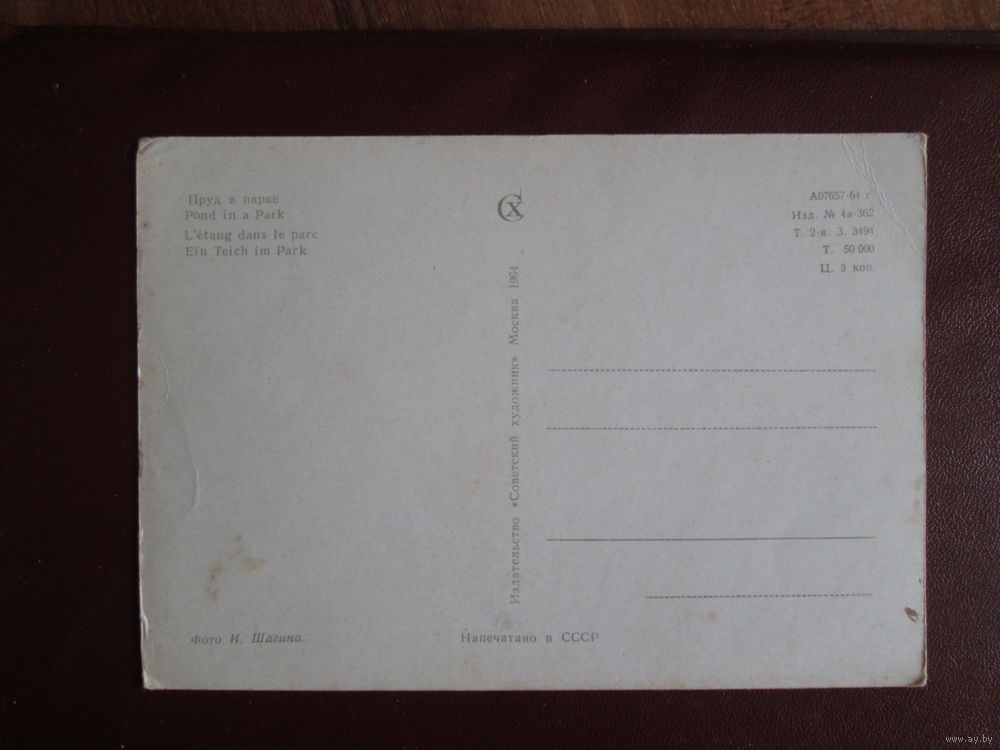 Пруд в парке
Pond in a Park
L'étang dans le parc
Ein Teich im Park
СХ
А07657-64 г.
Изд. № 4а-362
Т. 2-я. З. 3494
Т. 50 000
Ц. 3 коп.
Издательство «Советский художник» Москва 1964
Фото И. Шагина.
Напечатано в СССР
www.ay.by